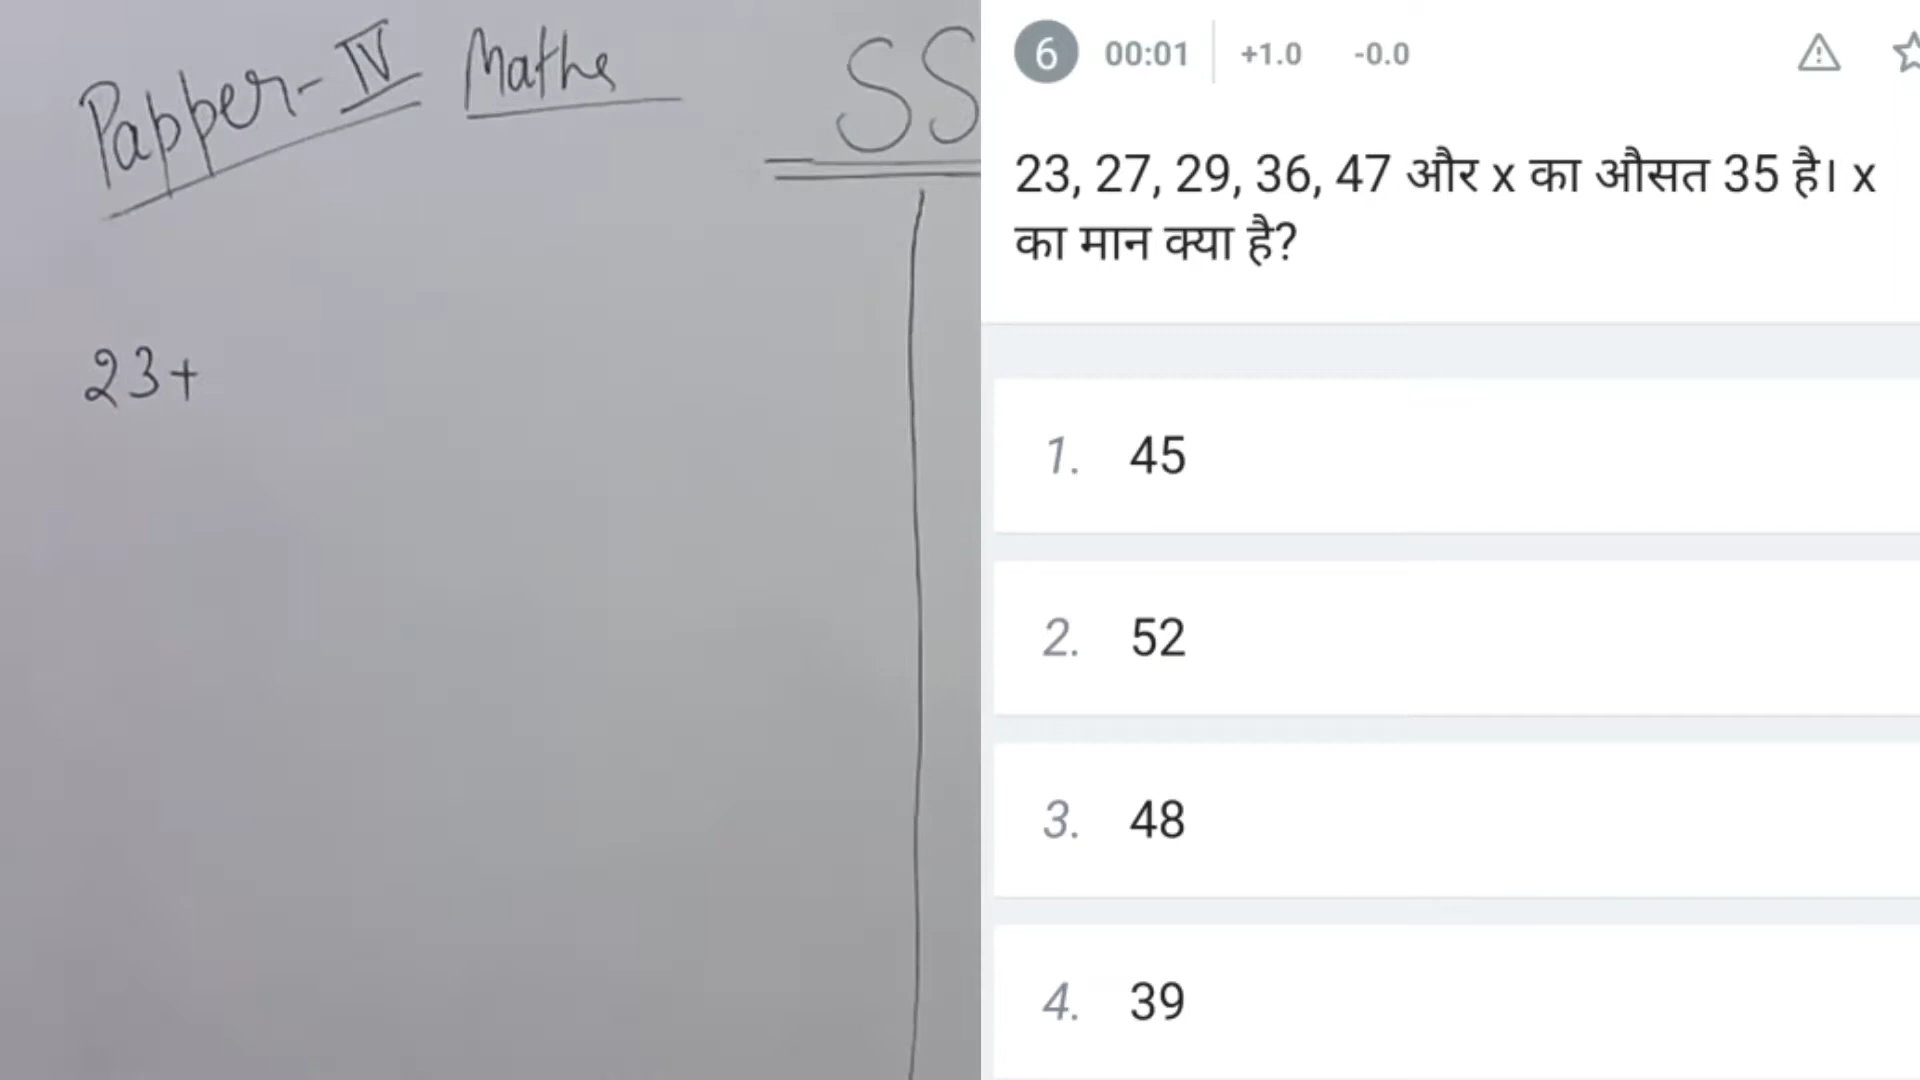 Papper-IV Maths
SS
23+
6 00:01 +1.0 -0.0
23, 27, 29, 36, 47 और x का औसत 35 है। x
का मान क्या है?
1. 45
2. 52
3. 48
4. 39